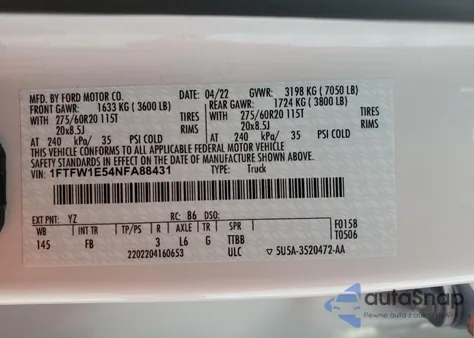 MFD. BY FORD MOTOR CO. DATE: 04/22 GVWR: 3198 KG (7050 LB)
FRONT GAWR: 1633 KG (3600 LB) REAR GAWR: 1724 KG (3800 LB)
275/60R20 115T TIRES 275/60R20 115T TIRES
20x8.5J RIMS 20x8.5J RIMS
AT 240 kPa/ 35 PSI COLD AT 240 kPa/ 35 PSI COLD
THIS VEHICLE CONFORMS TO ALL APPLICABLE FEDERAL MOTOR VEHICLE
SAFETY STANDARDS IN EFFECT ON THE DATE OF MANUFACTURE SHOWN ABOVE.
VIN: 1FTFW1E54NFA88431 TYPE: Truck
EXT PNT: YZ RC: 86 DSO:
WB TP/PS R AXLE TR SPR F0158
145 FB 3 L6 G TTBB T0506
2202204160653 ULC 5U5A-3520472-AA
autoSnap